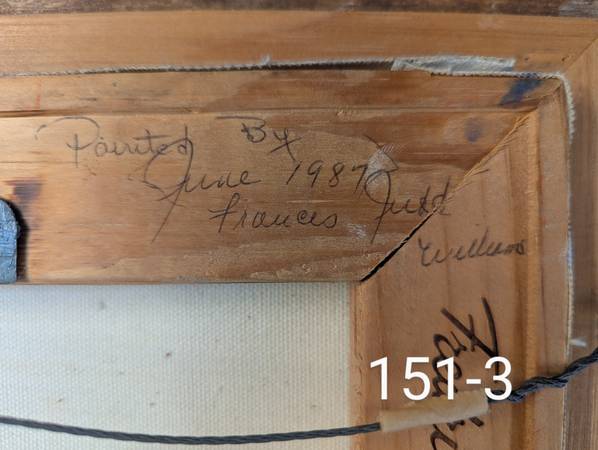 Painted By
June 1987
Frances Judd
Williams
151-3